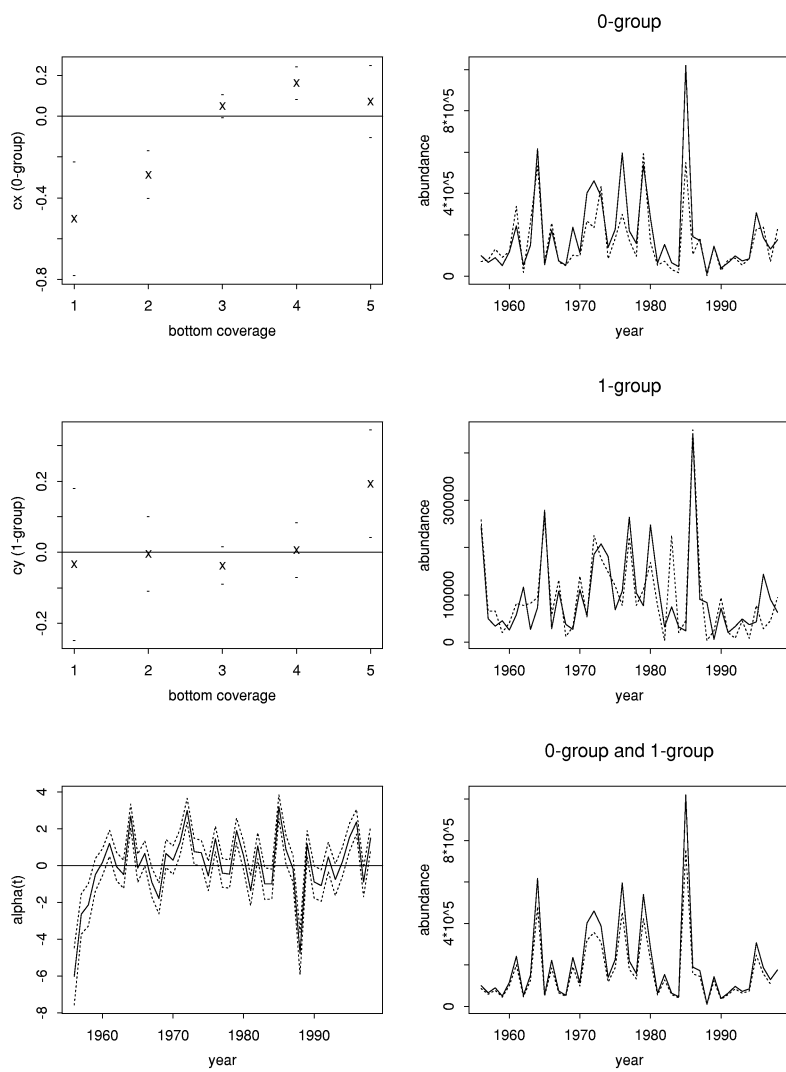 0-group
cx (0-group)
0.2
0.0
-0.4
-0.8
1 2 3 4 5
bottom coverage
abundance
8*10^5
4*10^5
0
1960 1970 1980 1990
year
1-group
cy (1-group)
0.2
0.0
-0.2
1 2 3 4 5
bottom coverage
abundance
300000
100000
0
1960 1970 1980 1990
year
0-group and 1-group
alpha(t)
4
2
0
-2
-4
-6
-8
1960 1970 1980 1990
year
abundance
8*10^5
4*10^5
0
1960 1970 1980 1990
year